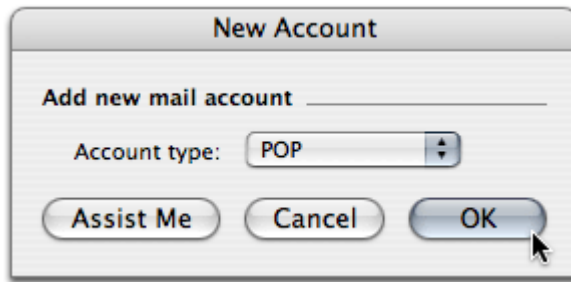 New Account
Add new mail account
Account type: POP
Assist Me Cancel OK